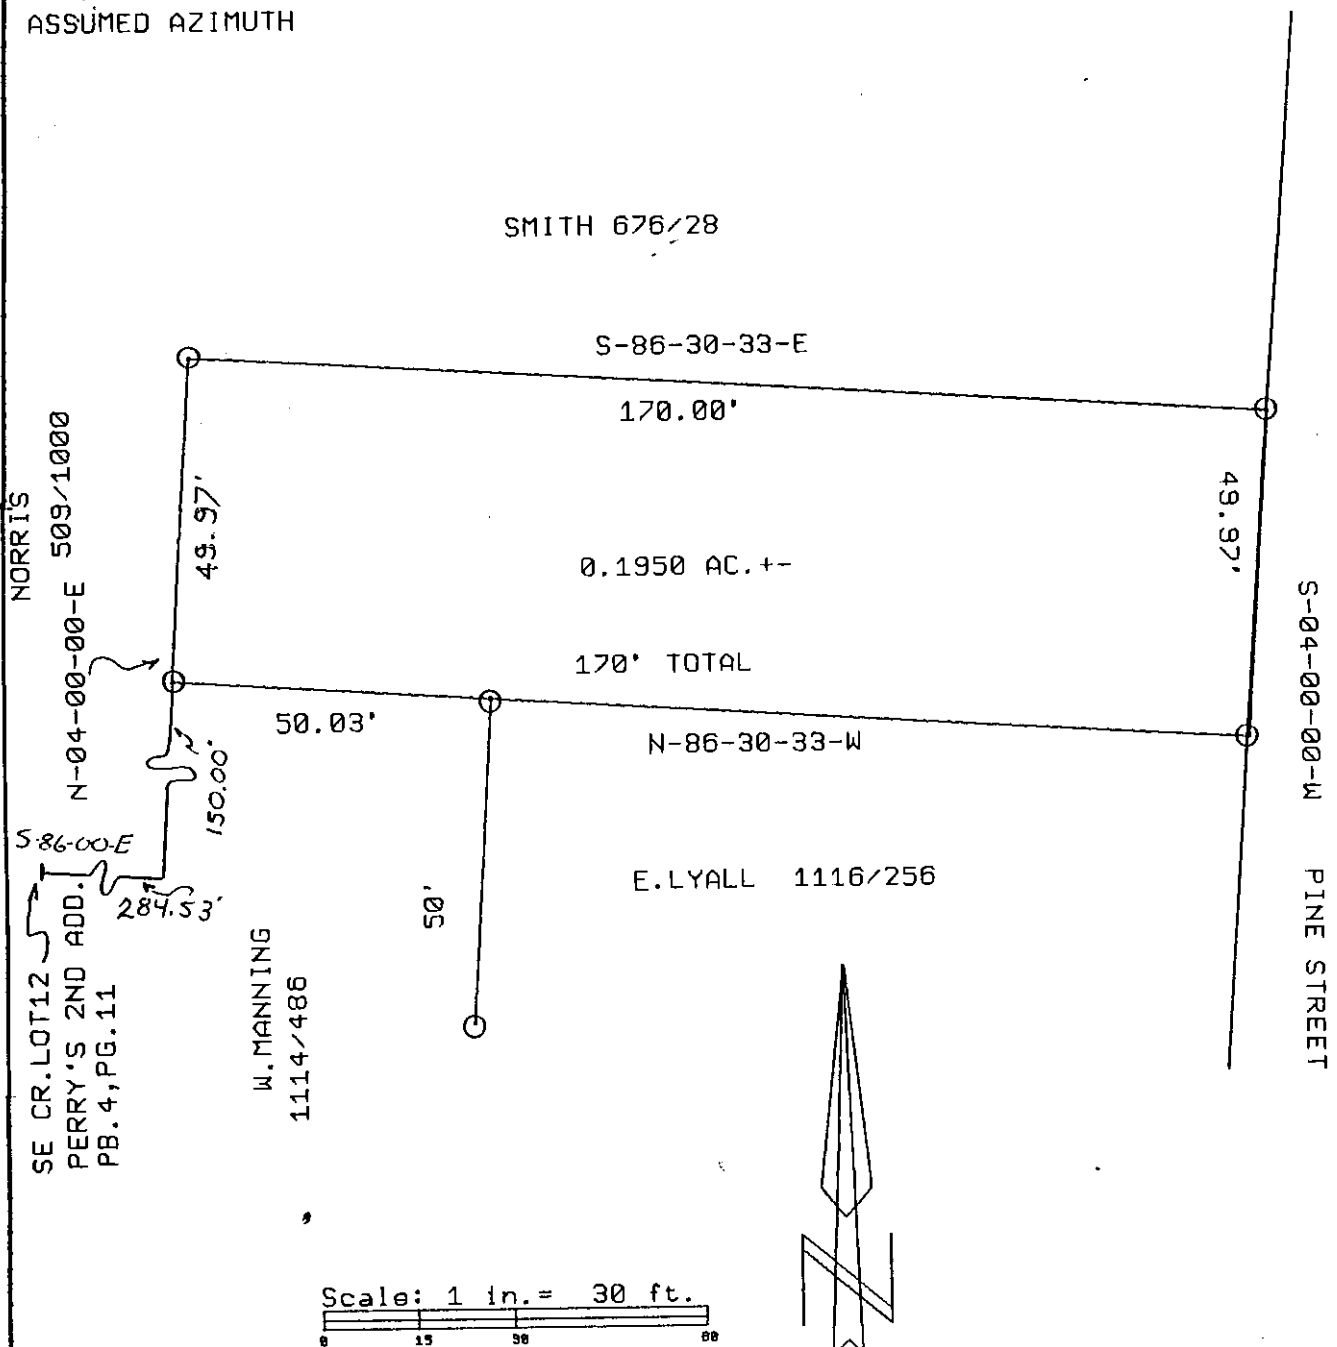 ASSUMED AZIMUTH
SMITH 676/28
S-86-30-33-E
170.00'
NORRIS
N-04-00-00-E 509/1000
49.97'
49.97'
0.1950 AC.+-
170' TOTAL
50.03'
N-86-30-33-W
S-04-00-00-W PINE STREET
150.00'
S-86-00-E
284.53'
SE CR.LOT12
PERRY'S 2ND ADD.
PB.4,PG.11
W.MANNING
1114/486
50'
E.LYALL 1116/256
N
Scale: 1 in.= 30 ft.
0 15 30 60